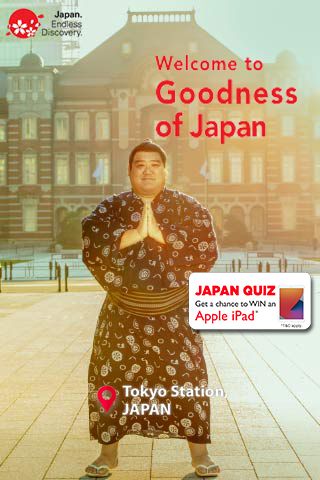 Japan.
Endless
Discovery.
Welcome to
Goodness
of Japan
JAPAN QUIZ
Get a chance to WIN an
Apple iPad*
*T&C apply.
Tokyo Station,
JAPAN